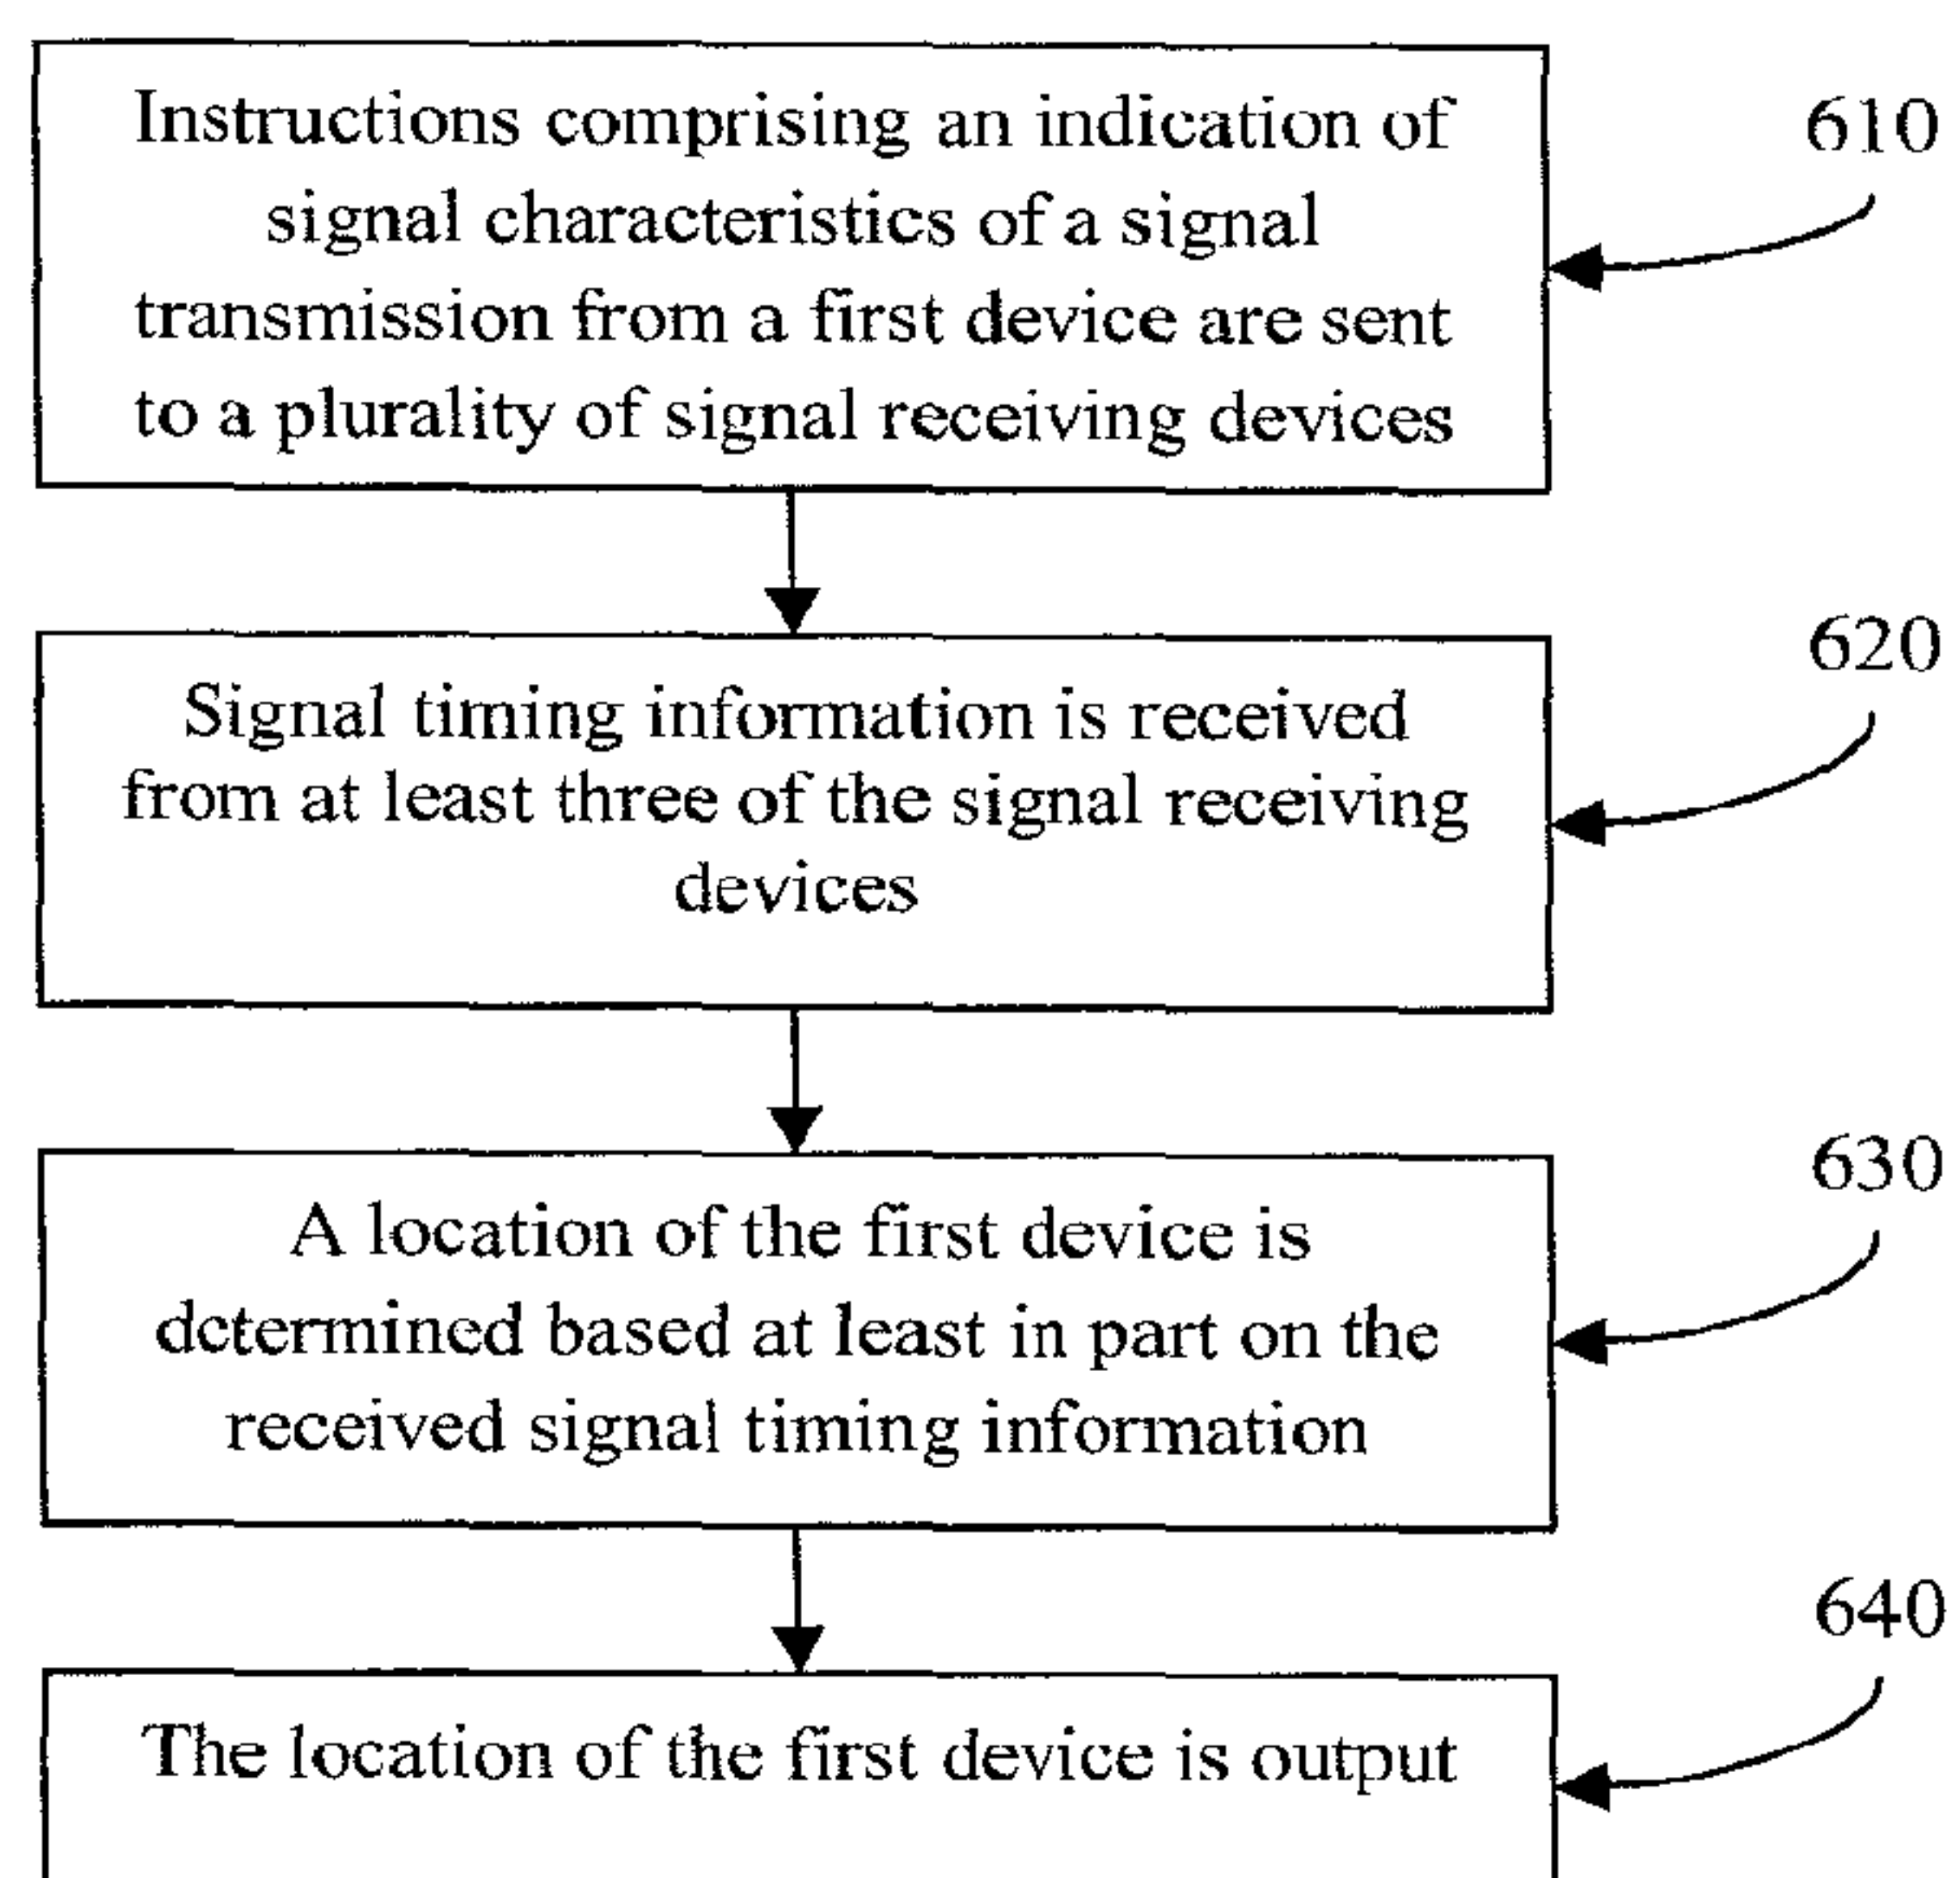 Instructions comprising an indication of
signal characteristics of a signal
transmission from a first device are sent
to a plurality of signal receiving devices
610
Signal timing information is received
from at least three of the signal receiving
devices
620
A location of the first device is
determined based at least in part on the
received signal timing information
630
The location of the first device is output
640